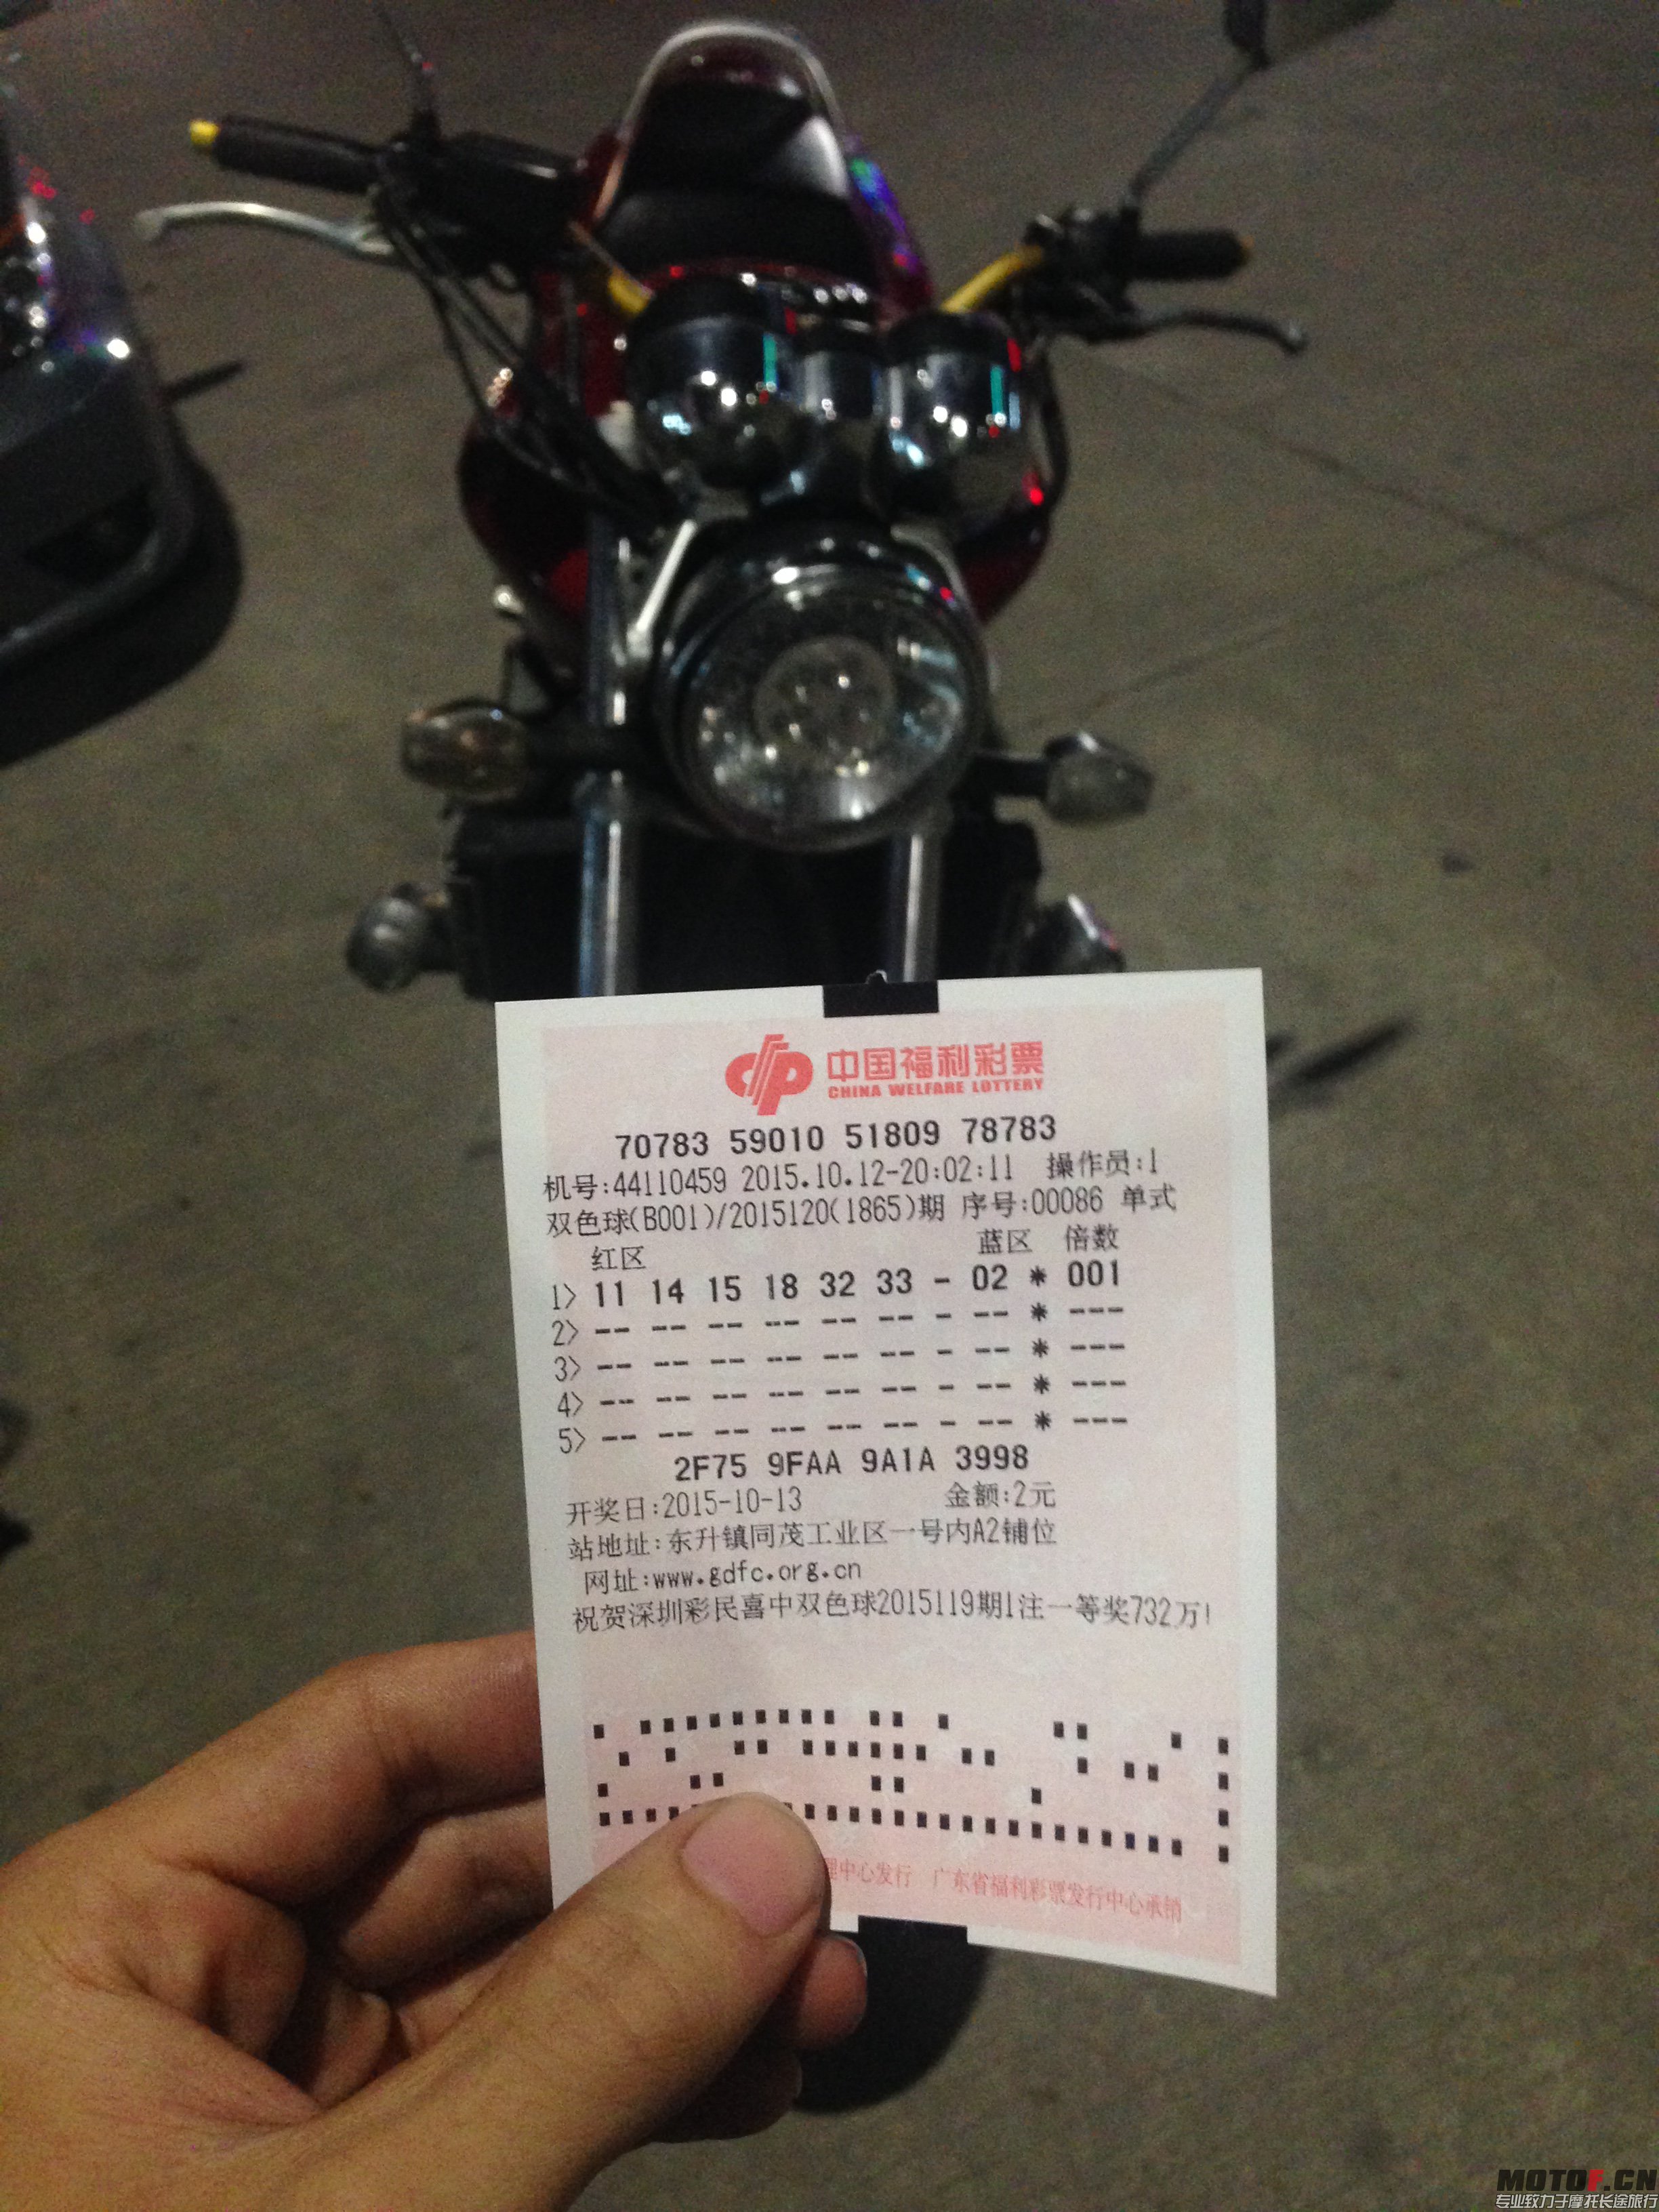 中国福利彩票
CHINA WELFARE LOTTERY
70783 59010 51809 78783
机号:44110459 2015.10.12-20:02:11 操作员:1
双色球(B001)/2015120(1865)期 序号:00086 单式
红区 蓝区 倍数
1> 11 14 15 18 32 33 - 02 * 001
2> -- -- -- -- -- -- - -- * ---
3> -- -- -- -- -- -- - -- * ---
4> -- -- -- -- -- -- - -- * ---
5> -- -- -- -- -- -- - -- * ---
2F75 9FAA 9A1A 3998
开奖日:2015-10-13 金额:2元
站地址:东升镇同茂工业区一号内A2铺位
网址:www.gdfc.org.cn
祝贺深圳彩民喜中双色球2015119期1注一等奖732万!
理中心发行 广东省福利彩票发行中心承销
MOTOF.CN
专业致力于摩托长途旅行